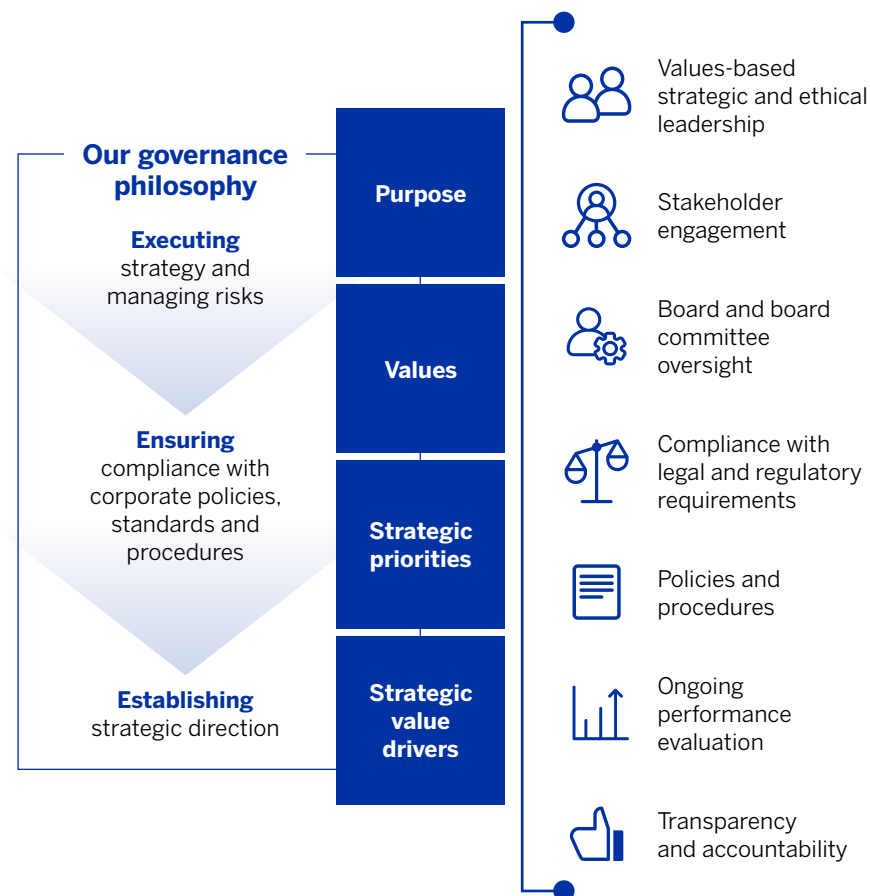 Our governance
philosophy
Executing
strategy and
managing risks
Ensuring
compliance with
corporate policies,
standards and
procedures
Establishing
strategic direction
Purpose
Values
Strategic
priorities
Strategic
value
drivers
Values-based
strategic and ethical
leadership
Stakeholder
engagement
Board and board
committee
oversight
Compliance with
legal and regulatory
requirements
Policies and
procedures
Ongoing
performance
evaluation
Transparency
and accountability